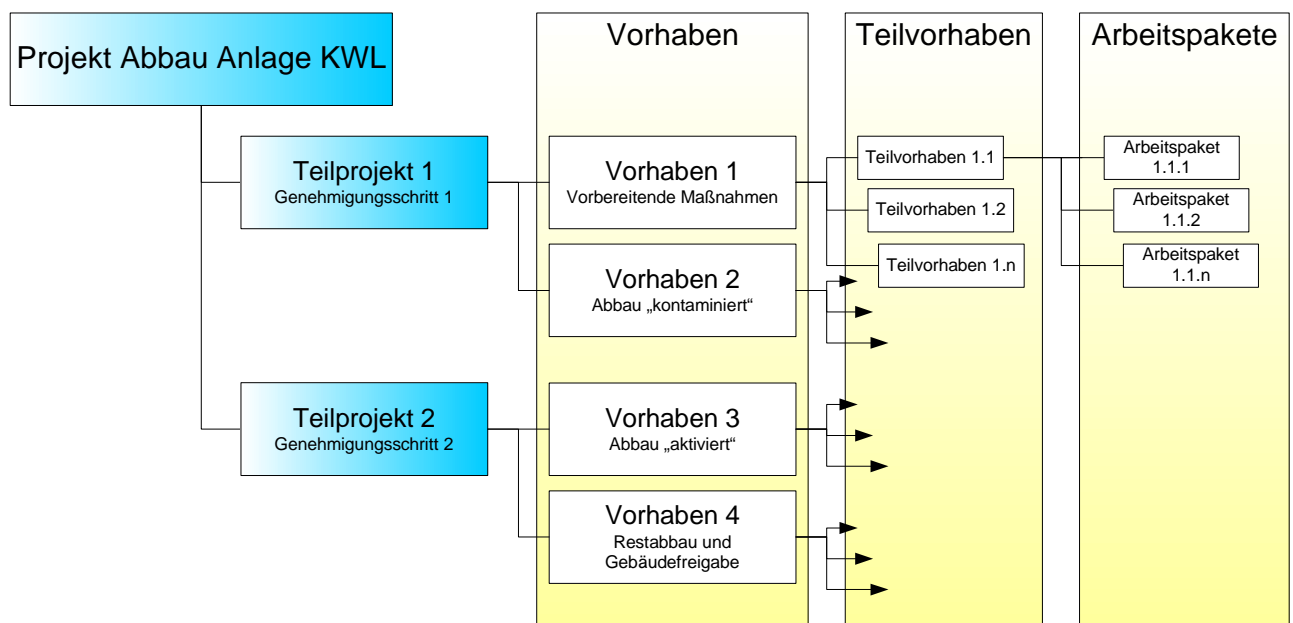 Projekt Abbau Anlage KWL
Vorhaben
Teilvorhaben
Arbeitspakete
Teilprojekt 1
Genehmigungsschritt 1
Vorhaben 1
Vorbereitende Maßnahmen
Teilvorhaben 1.1
Arbeitspaket
1.1.1
Teilvorhaben 1.2
Arbeitspaket
1.1.2
Teilvorhaben 1.n
Arbeitspaket
1.1.n
Vorhaben 2
Abbau „kontaminiert“
Teilprojekt 2
Genehmigungsschritt 2
Vorhaben 3
Abbau „aktiviert“
Vorhaben 4
Restabbau und
Gebäudefreigabe